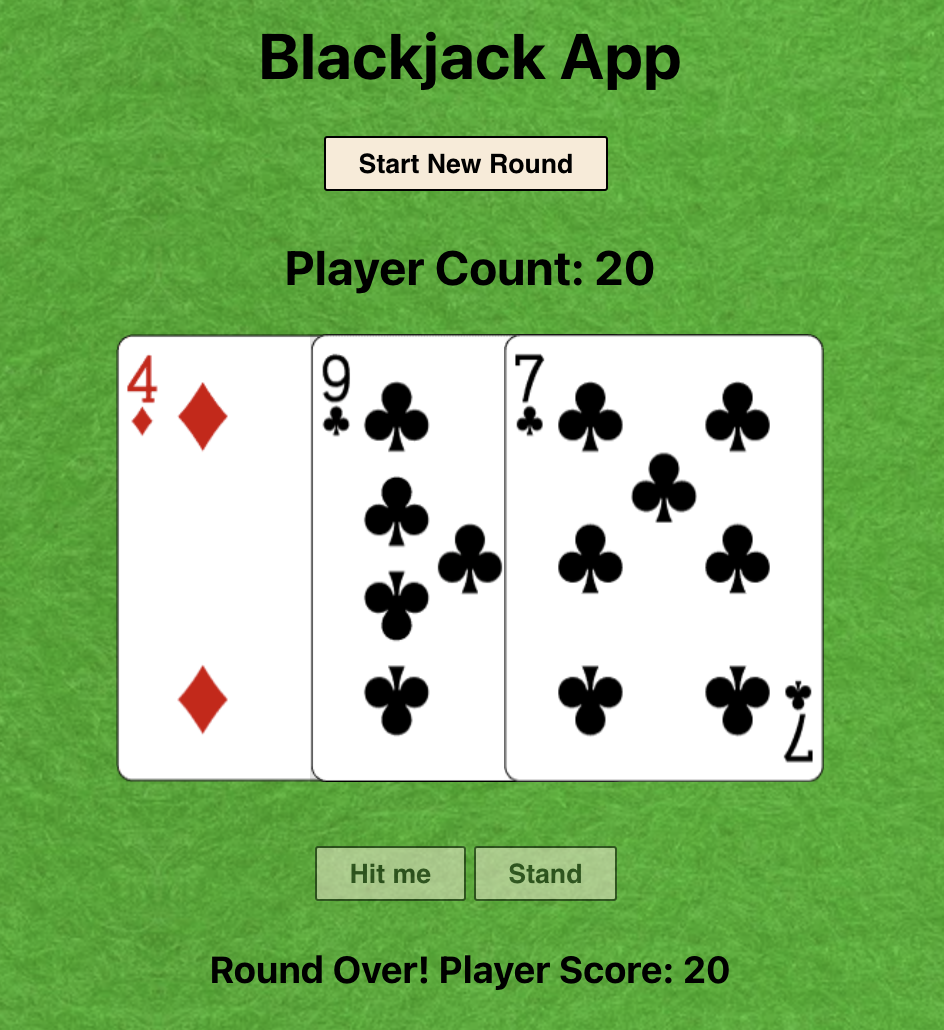 Blackjack App
Start New Round
Player Count: 20
4 9 7
7
Hit me Stand
Round Over! Player Score: 20